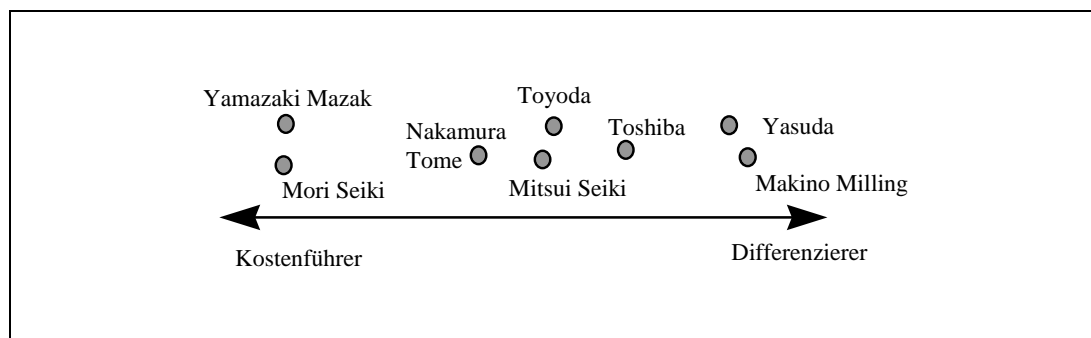 Yamazaki Mazak
Toyoda
Nakamura
Tome
Toshiba
Yasuda
Mori Seiki
Mitsui Seiki
Makino Milling
Kostenführer
Differenzierer